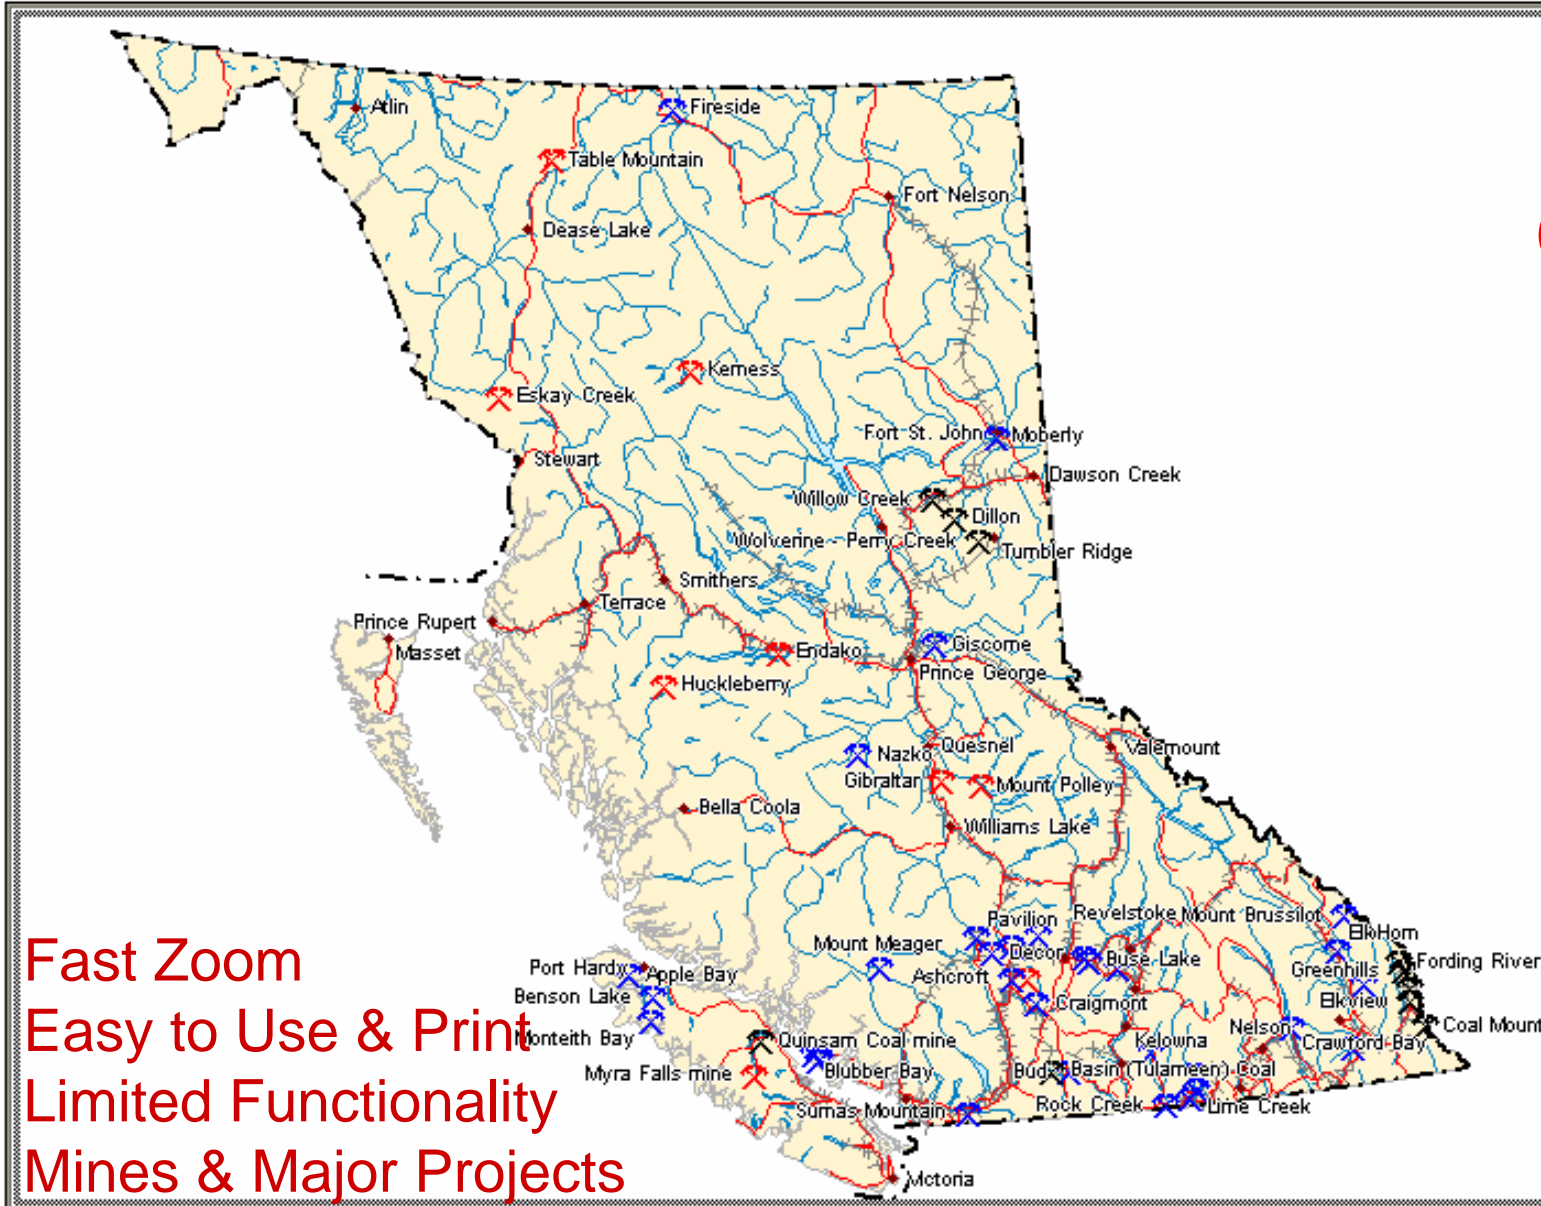 Atlin
Fireside
Table Mountain
Fort Nelson
Dease Lake
Kemess
Eskay Creek
Fort St. John
Moberly
Stewart
Dawson Creek
Willow Creek
Dillon
Wolverine - Perry Creek
Tumbler Ridge
Smithers
Terrace
Prince Rupert
Masset
Endako
Giscome
Prince George
Huckleberry
Nazko
Quesnel
Valemount
Gibraltar
Mount Polley
Bella Coola
Williams Lake
Pavilion
Revelstoke
Mount Brussilof
ElkHorn
Mount Meager
Decor
Buse Lake
Greenhills
Fording River
Port Hardy
Apple Bay
Ashcroft
Benson Lake
Craigmont
Elkview
Coal Mount
Monteith Bay
Quinsam Coal mine
Kelowna
Nelson
Crawford Bay
Myra Falls mine
Blubber Bay
Bud
Basin (Tulameen) Coal
Sumas Mountain
Rock Creek
Lime Creek
Victoria
Fast Zoom
Easy to Use & Print
Limited Functionality
Mines & Major Projects